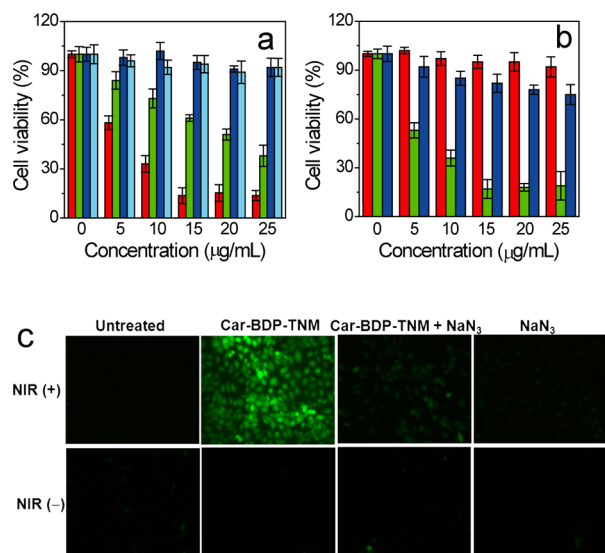 a
120
90
60
30
0
Cell viability (%)
0 5 10 15 20 25
Concentration (μg/mL)
b
120
90
60
30
0
Cell viability (%)
0 5 10 15 20 25
Concentration (μg/mL)
c
Untreated Car-BDP-TNM Car-BDP-TNM + NaN₃ NaN₃
NIR (+)
NIR (−)